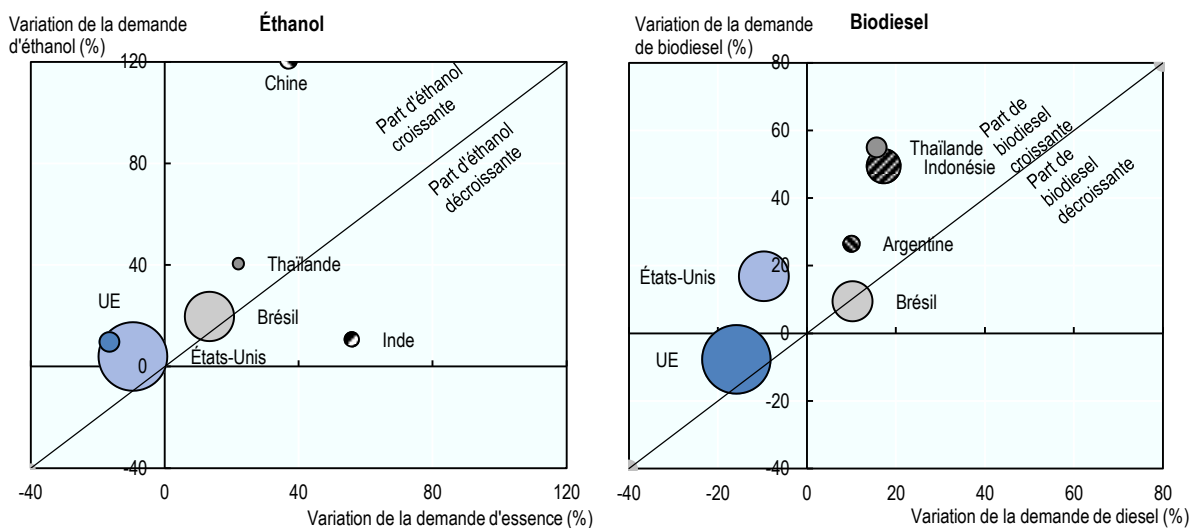 Variation de la demande
d'éthanol (%)
Éthanol
120
Chine
Part d'éthanol
croissante
Part d'éthanol
décroissante
80
40
Thaïlande
UE
Brésil
Inde
États-Unis
0
-40
-40
0
40
80
120
Variation de la demande d'essence (%)
Variation de la demande
de biodiesel (%)
Biodiesel
80
Part de
biodiesel
croissante
Part de
biodiesel
décroissante
60
Thaïlande
Indonésie
40
Argentine
20
États-Unis
Brésil
0
UE
-20
-40
-40
-20
0
20
40
60
80
Variation de la demande de diesel (%)